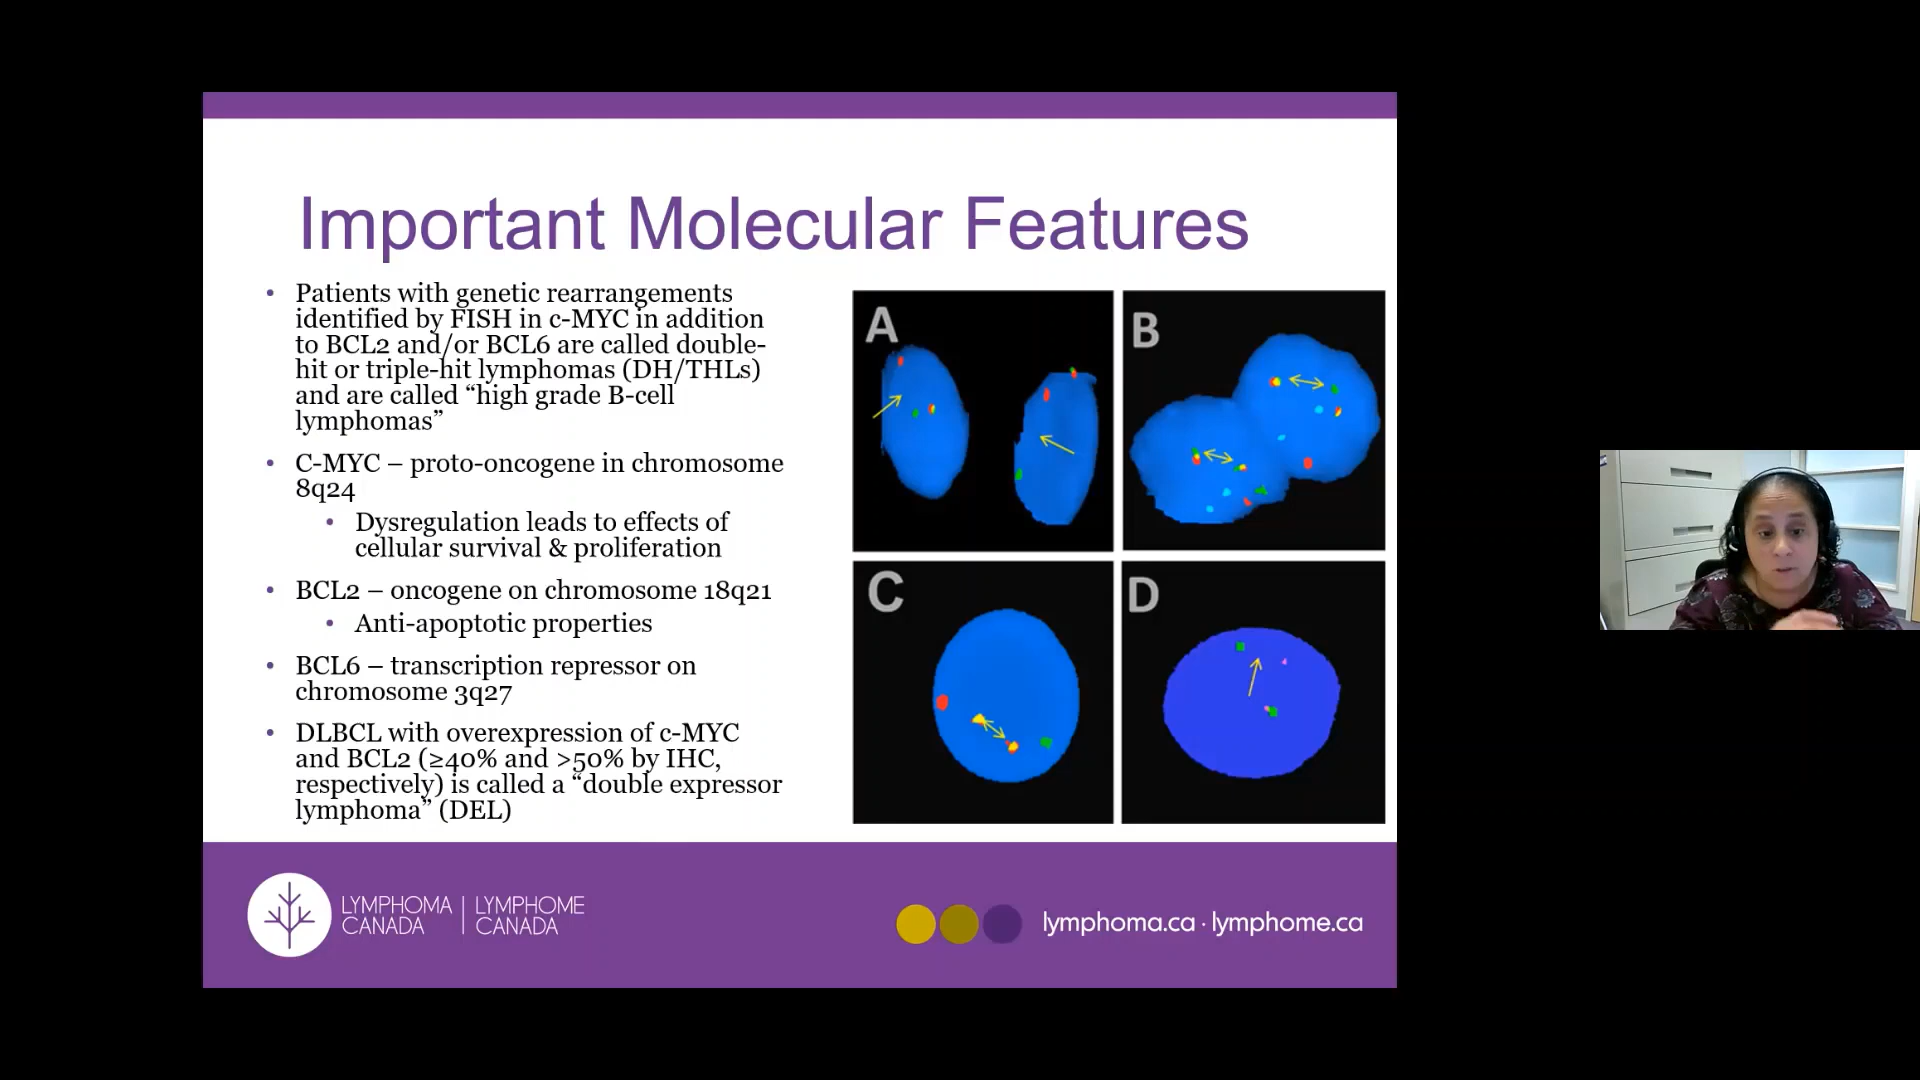 Important Molecular Features
• Patients with genetic rearrangements
identified by FISH in c-MYC in addition
to BCL2 and/or BCL6 are called double-
hit or triple-hit lymphomas (DH/THLs)
and are called “high grade B-cell
lymphomas”
• C-MYC – proto-oncogene in chromosome
8q24
• Dysregulation leads to effects of
cellular survival & proliferation
• BCL2 – oncogene on chromosome 18q21
• Anti-apoptotic properties
• BCL6 – transcription repressor on
chromosome 3q27
• DLBCL with overexpression of c-MYC
and BCL2 (≥40% and >50% by IHC,
respectively) is called a “double expressor
lymphoma” (DEL)
A
B
C
D
LYMPHOMA
CANADA
LYMPHOME
CANADA
lymphoma.ca · lymphome.ca